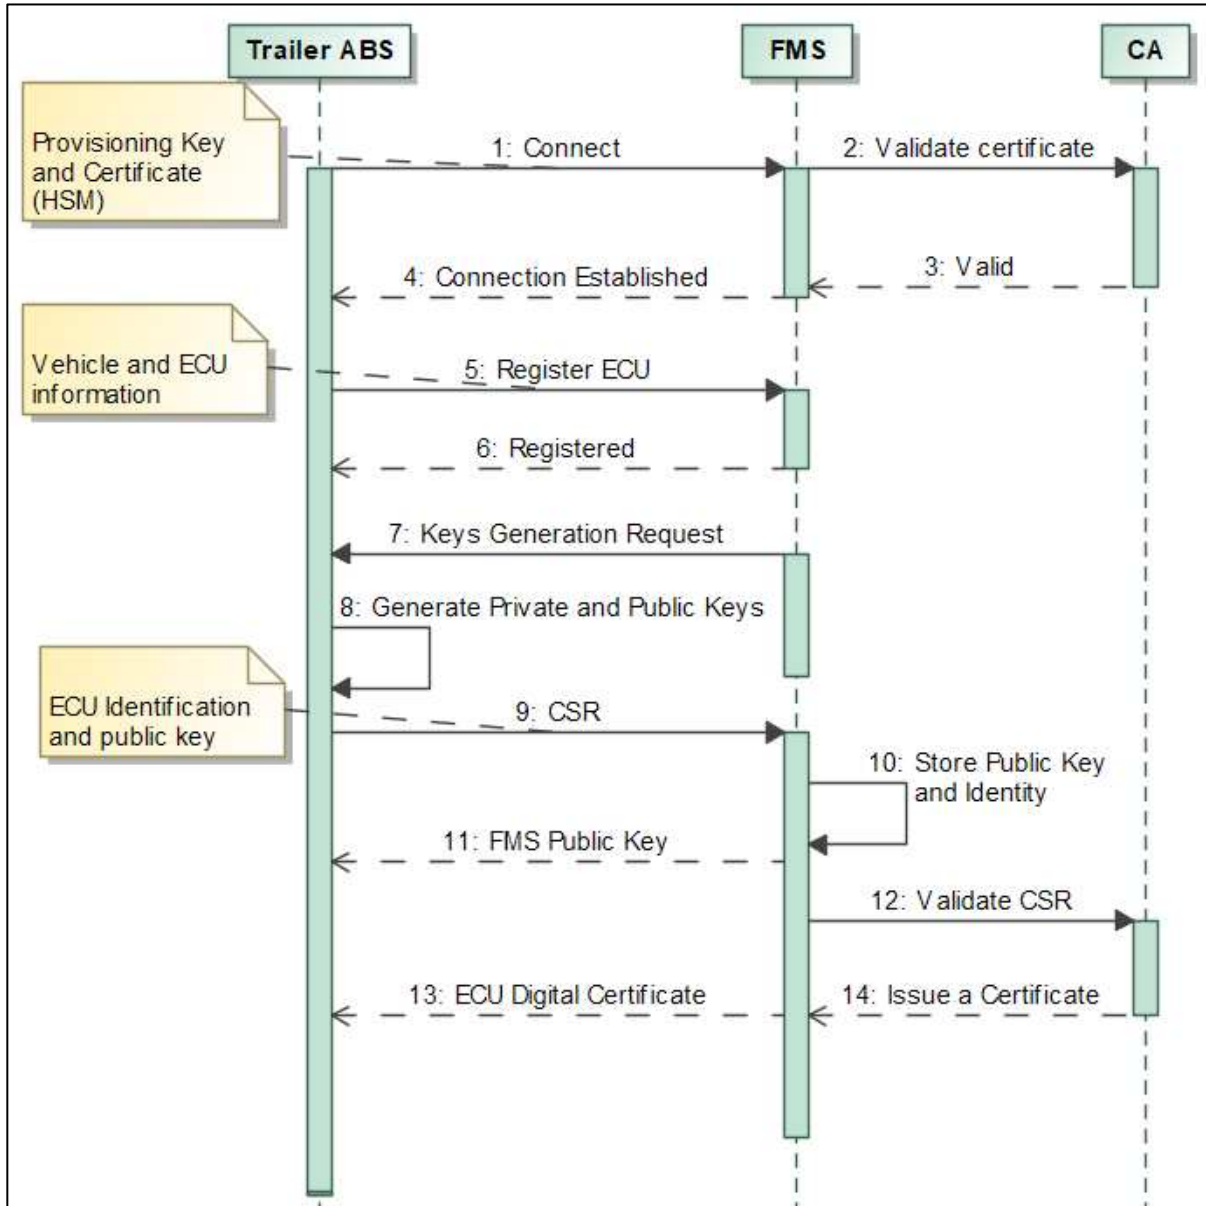 Trailer ABS
FMS
CA
Provisioning Key
and Certificate
(HSM)
1: Connect
2: Validate certificate
3: Valid
4: Connection Established
Vehicle and ECU
information
5: Register ECU
6: Registered
7: Keys Generation Request
8: Generate Private and Public Keys
ECU Identification
and public key
9: CSR
10: Store Public Key
and Identity
11: FMS Public Key
12: Validate CSR
13: ECU Digital Certificate
14: Issue a Certificate